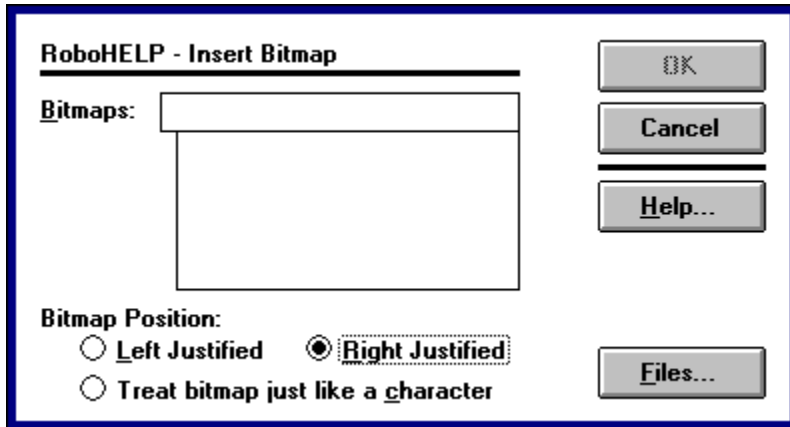 RoboHELP - Insert Bitmap
OK
Bitmaps:
Cancel
Help...
Bitmap Position:
Left Justified
Right Justified
Treat bitmap just like a character
Files...